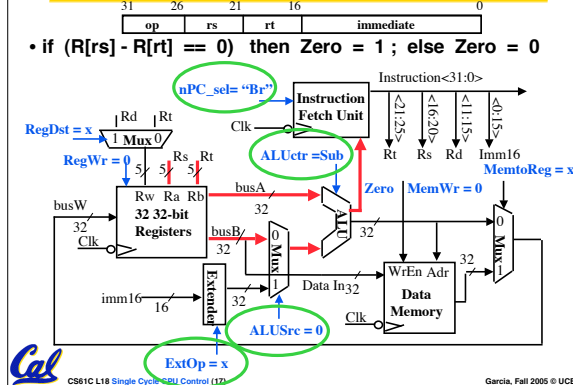 31 26 21 16 0
op rs rt immediate
• if (R[rs] - R[rt] == 0) then Zero = 1 ; else Zero = 0
nPC_sel= “Br”
Instruction Fetch Unit
Instruction<31:0>
Clk
<21:25>
<16:20>
<11:15>
<0:15>
Rt Rs Rd Imm16
Rd Rt
RegDst = x
1 Mux 0
RegWr = 0
Rs Rt
5 5 5
ALUctr =Sub
Zero
MemWr = 0
MemtoReg = x
busA
32
Rw Ra Rb
32 32-bit Registers
busW
32
Clk
busB
32
0 Mux 1
ALU
32
0 Mux 1
WrEn Adr
Data Memory
32
Data In32
Clk
imm16
16
Extender
32
ALUSrc = 0
ExtOp = x
Cal
CS61C L18 Single Cycle CPU Control (17)
Garcia, Fall 2005 © UCB